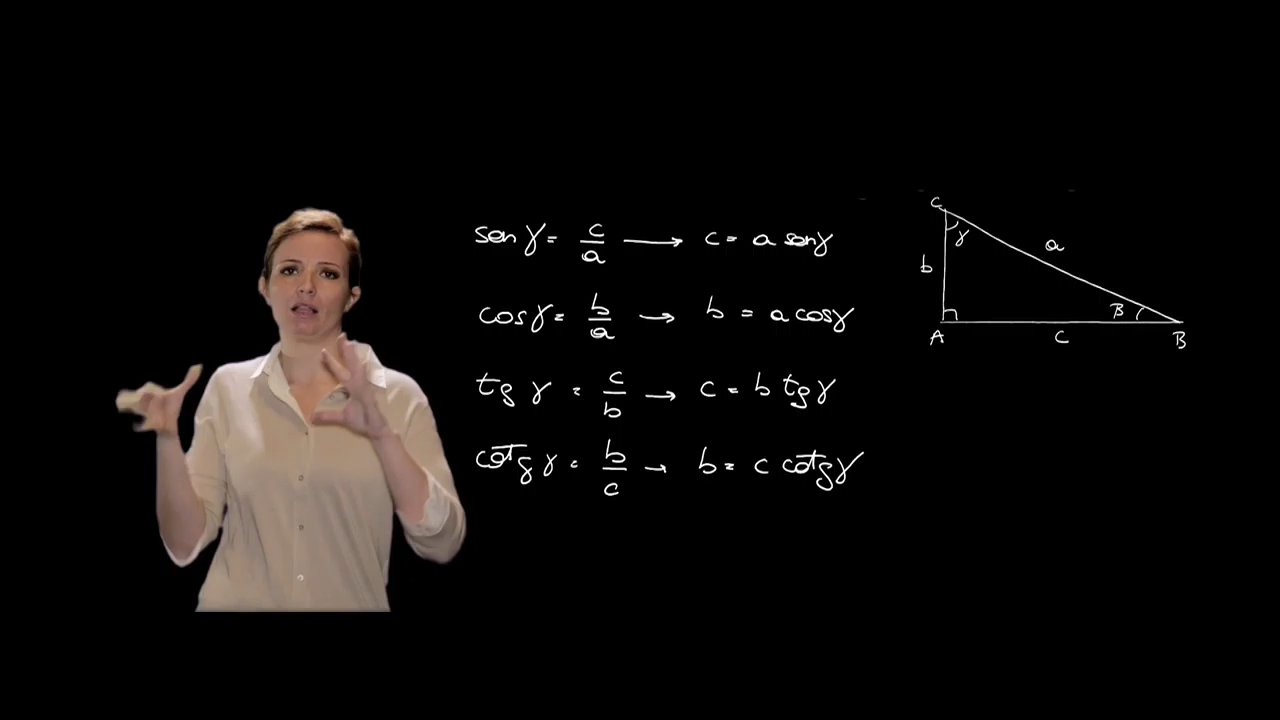 sen γ = c/a → c = a sen γ
cos γ = b/a → b = a cos γ
tg γ = c/b → c = b tg γ
cotg γ = b/c → b = c cotg γ
C
γ
a
b
β
A
c
B